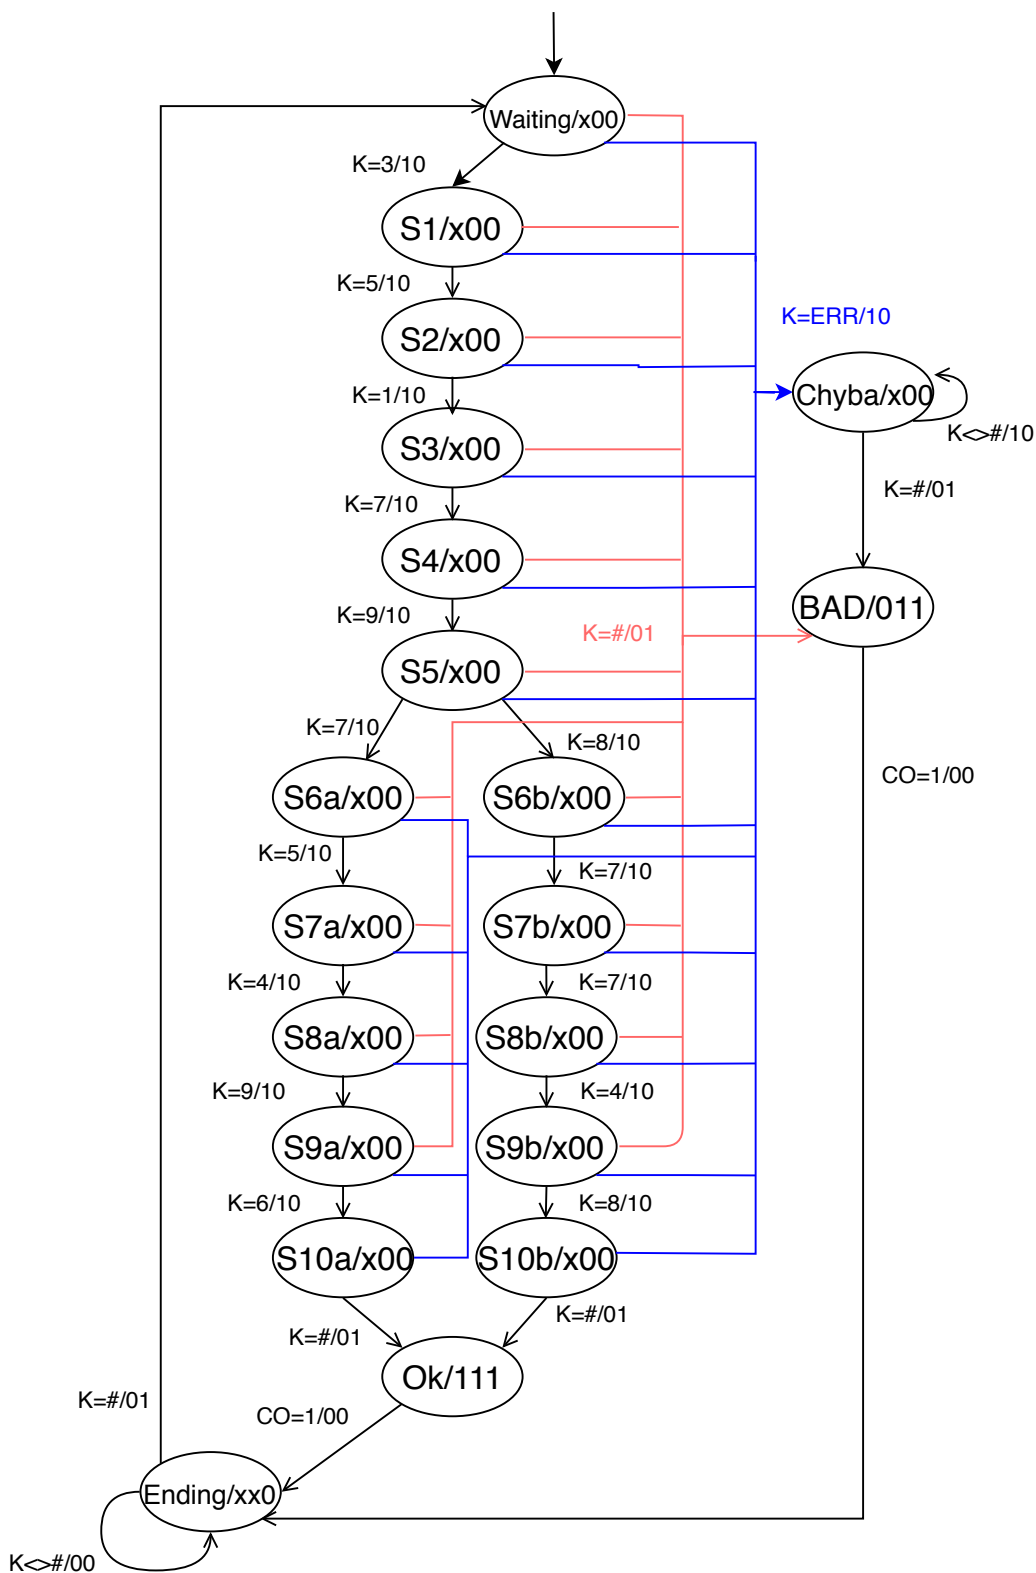 Waiting/x00
K=3/10
S1/x00
K=5/10
K=ERR/10
S2/x00
Chyba/x00
K=1/10
K<>#/10
S3/x00
K=7/10
K=#/01
S4/x00
K=9/10
BAD/011
K=#/01
S5/x00
K=7/10
K=8/10
CO=1/00
S6a/x00
S6b/x00
K=5/10
K=7/10
S7a/x00
S7b/x00
K=4/10
K=7/10
S8a/x00
S8b/x00
K=9/10
K=4/10
S9a/x00
S9b/x00
K=6/10
K=8/10
S10a/x00
S10b/x00
K=#/01
K=#/01
Ok/111
K=#/01
CO=1/00
Ending/xx0
K<>#/00